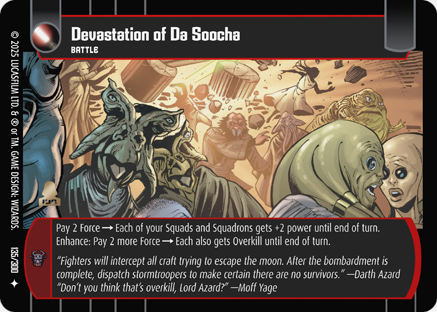 Devastation of Da Soocha
BATTLE
Pay 2 Force → Each of your Squads and Squadrons gets +2 power until end of turn.
Enhance: Pay 2 more Force → Each also gets Overkill until end of turn.
"Fighters will intercept all craft trying to escape the moon. After the bombardment is
complete, dispatch stormtroopers to make certain there are no survivors." —Darth Azard
"Don't you think that's overkill, Lord Azard?" —Moff Yage
© 2025 LUCASFILM LTD. & ® or TM. GAME DESIGN: WIZARDS.
135/300